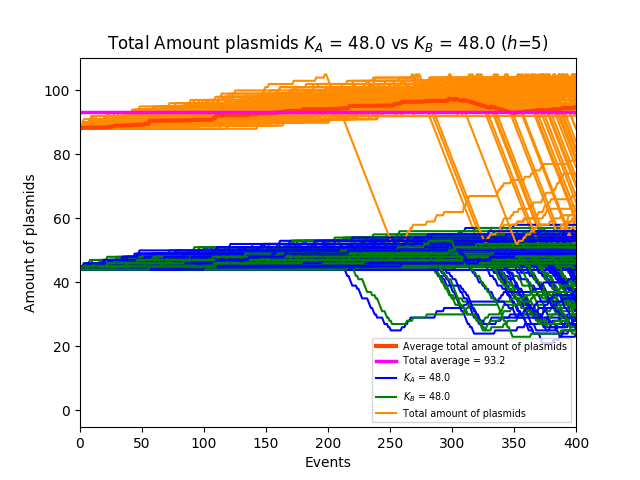 Total Amount plasmids K_A = 48.0 vs K_B = 48.0 (h=5)
Amount of plasmids
100
80
60
40
20
0
Average total amount of plasmids
Total average = 93.2
K_A = 48.0
K_B = 48.0
Total amount of plasmids
0 50 100 150 200 250 300 350 400
Events